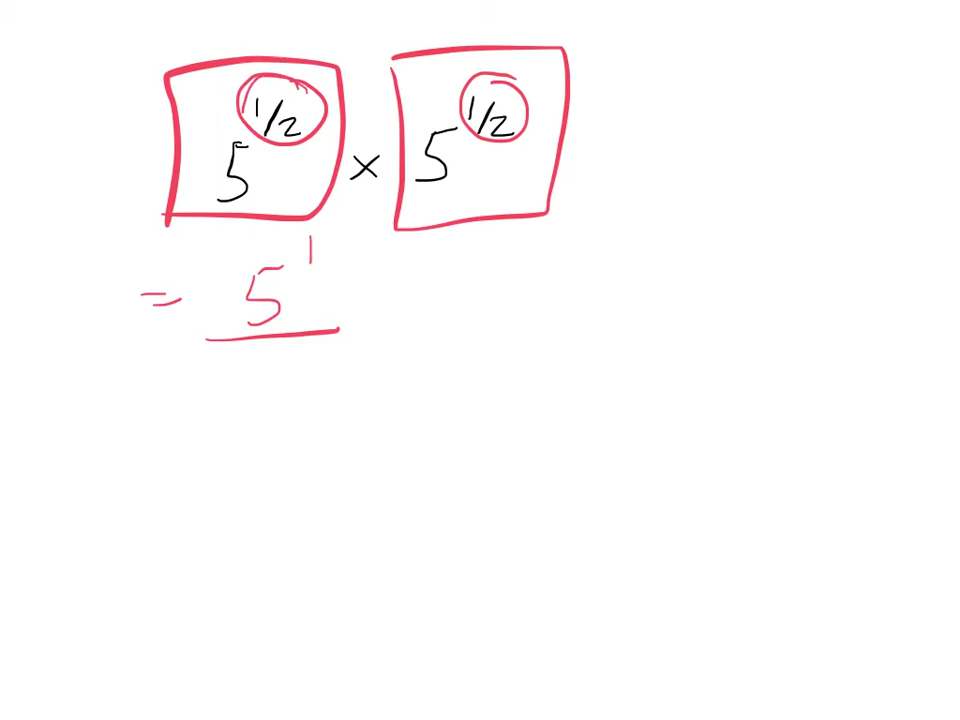 5^{1/2} × 5^{1/2}
= 5^1